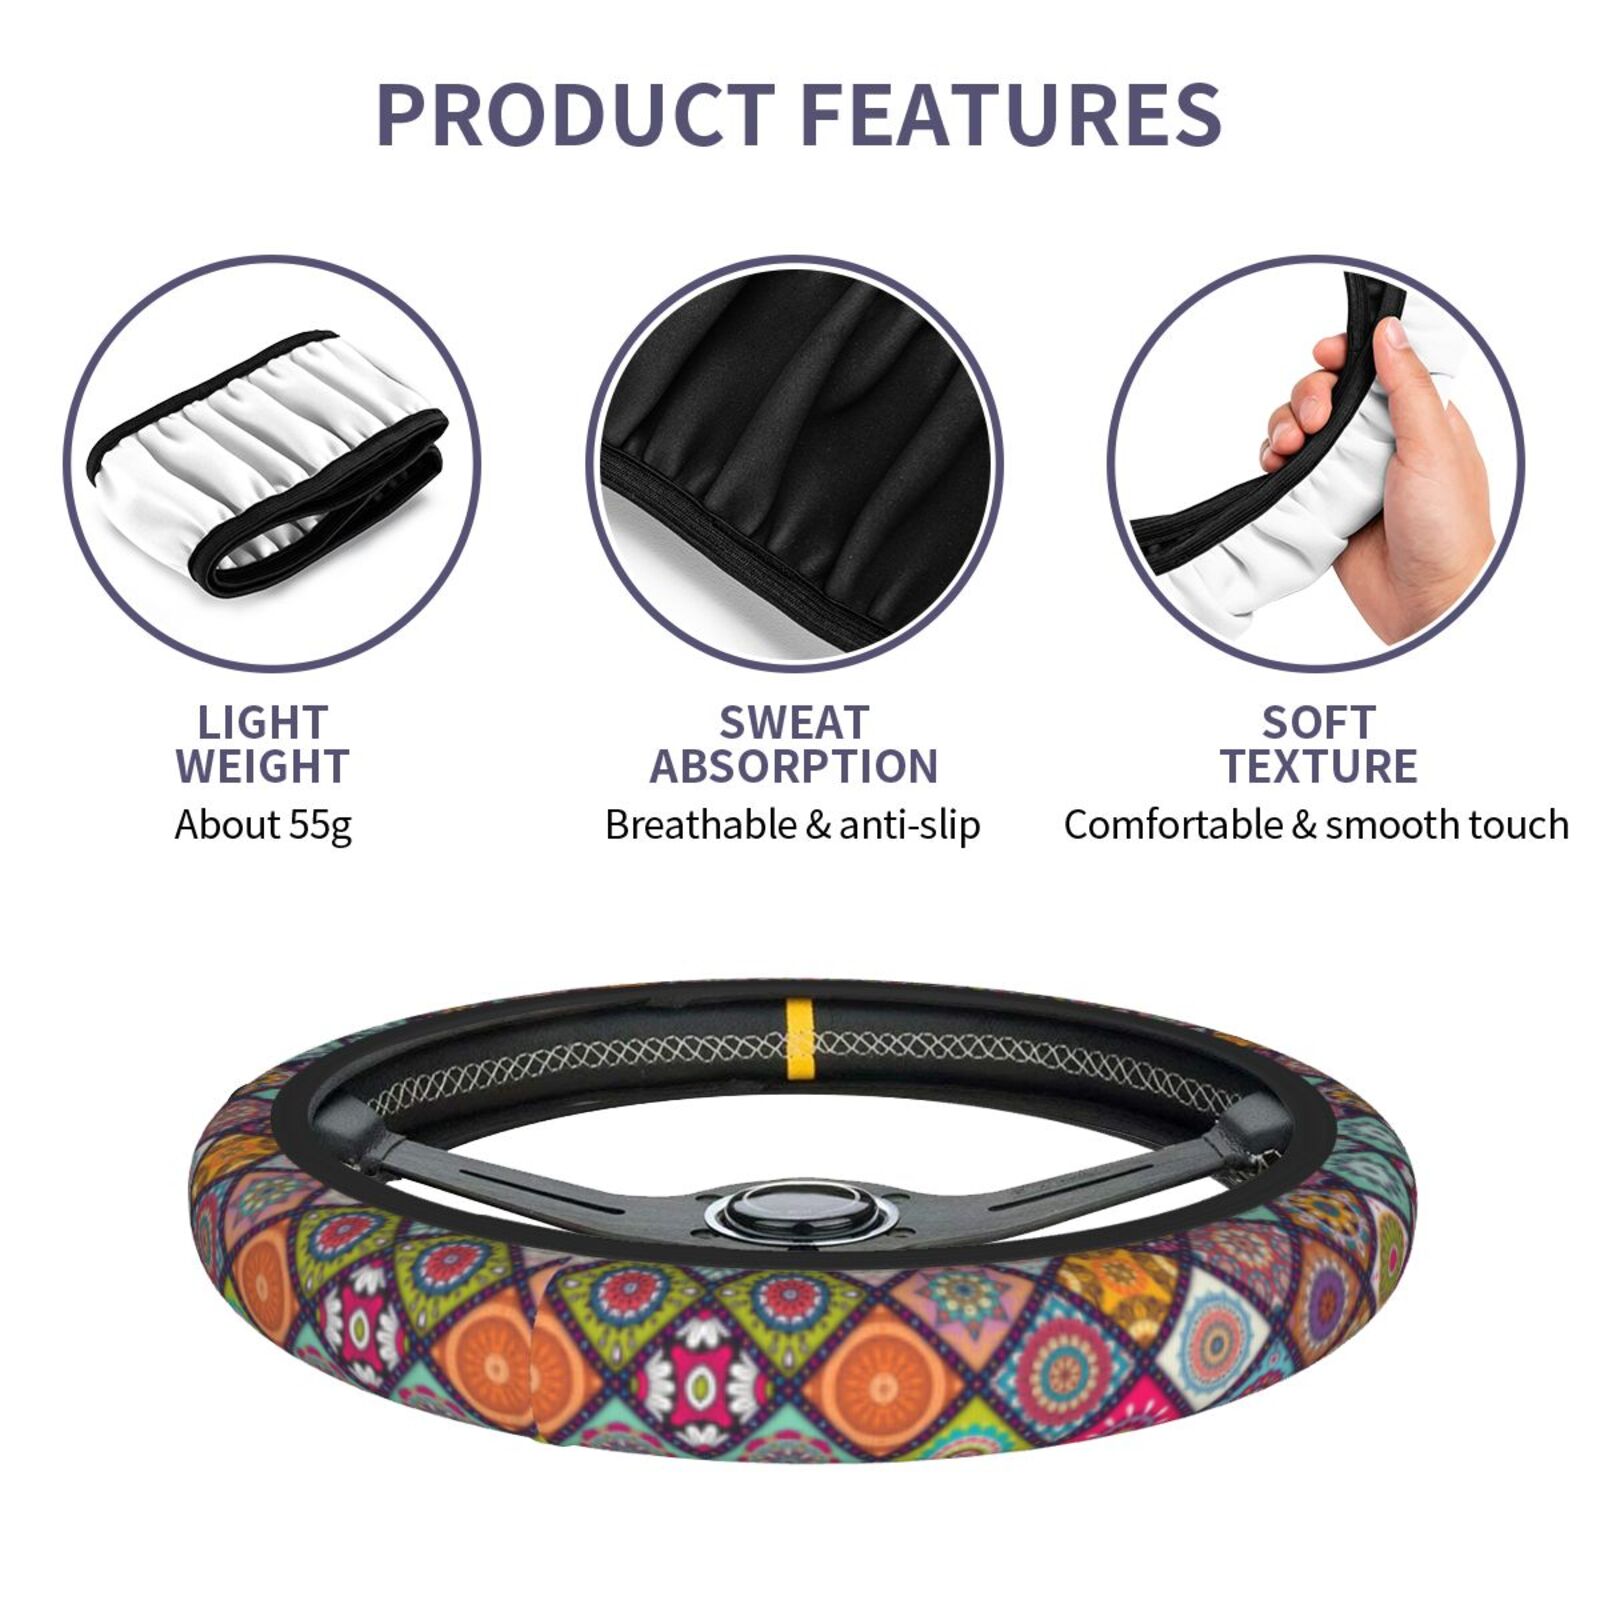 PRODUCT FEATURES
LIGHT
WEIGHT
About 55g
SWEAT
ABSORPTION
Breathable & anti-slip
SOFT
TEXTURE
Comfortable & smooth touch